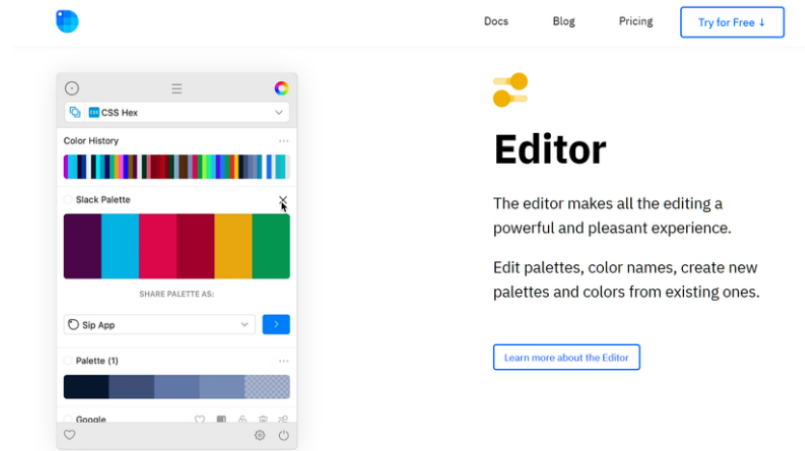 Docs
Blog
Pricing
Try for Free ↓
CSS Hex
Color History
Slack Palette
SHARE PALETTE AS:
Sip App
Palette (1)
Google
Editor
The editor makes all the editing a
powerful and pleasant experience.
Edit palettes, color names, create new
palettes and colors from existing ones.
Learn more about the Editor